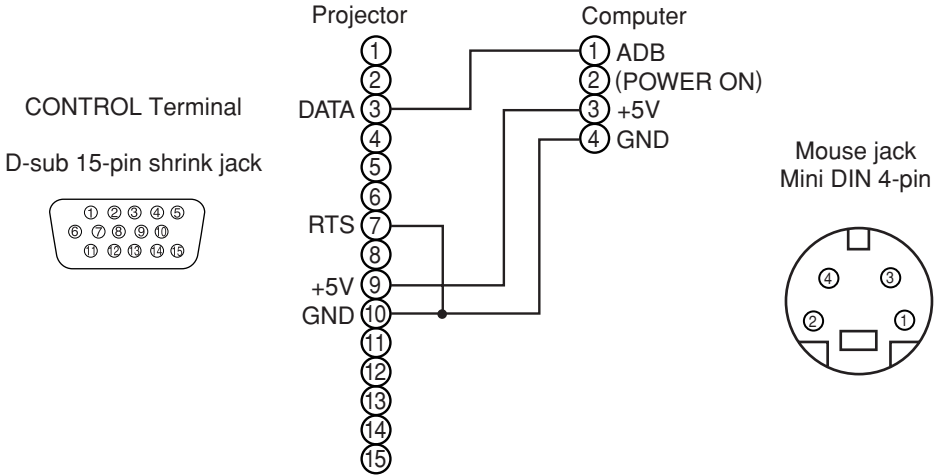 Projector
Computer
CONTROL Terminal
D-sub 15-pin shrink jack
1 2 3 4 5
6 7 8 9 10
11 12 13 14 15
1
2
DATA 3
4
5
6
RTS 7
8
+5V 9
GND 10
11
12
13
14
15
1 ADB
2 (POWER ON)
3 +5V
4 GND
Mouse jack
Mini DIN 4-pin
4 3
2 1